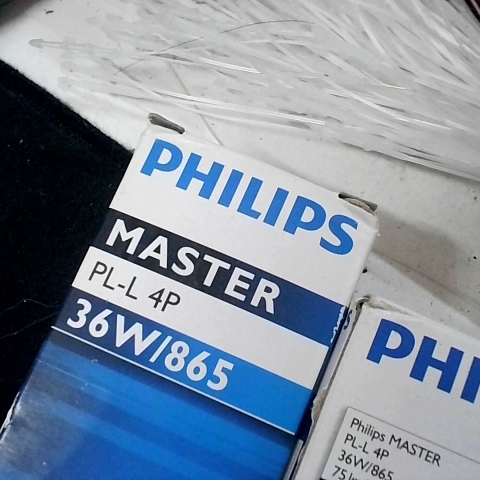 PHILIPS
MASTER
PL-L 4P
36W/865
PHI
Philips MASTER
PL-L 4P
36W/865